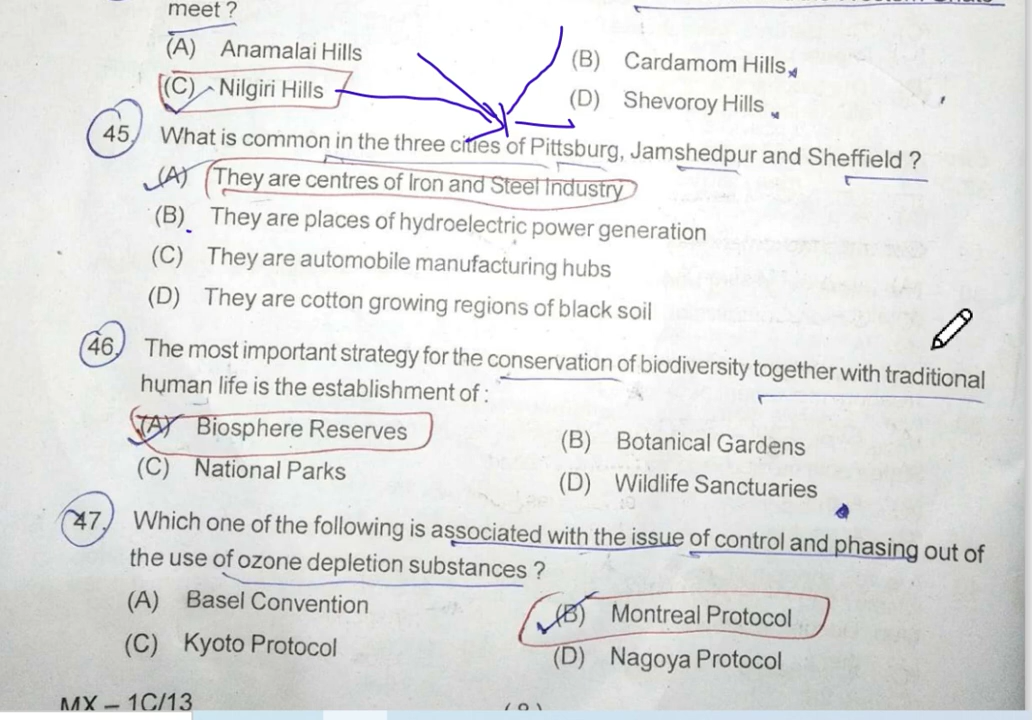 meet ?
(A) Anamalai Hills
(B) Cardamom Hills
(C) Nilgiri Hills
(D) Shevoroy Hills
45. What is common in the three cities of Pittsburg, Jamshedpur and Sheffield ?
(A) They are centres of Iron and Steel Industry
(B) They are places of hydroelectric power generation
(C) They are automobile manufacturing hubs
(D) They are cotton growing regions of black soil
46. The most important strategy for the conservation of biodiversity together with traditional
human life is the establishment of :
(A) Biosphere Reserves
(B) Botanical Gardens
(C) National Parks
(D) Wildlife Sanctuaries
47. Which one of the following is associated with the issue of control and phasing out of
the use of ozone depletion substances ?
(A) Basel Convention
(B) Montreal Protocol
(C) Kyoto Protocol
(D) Nagoya Protocol
MX – 1C/13